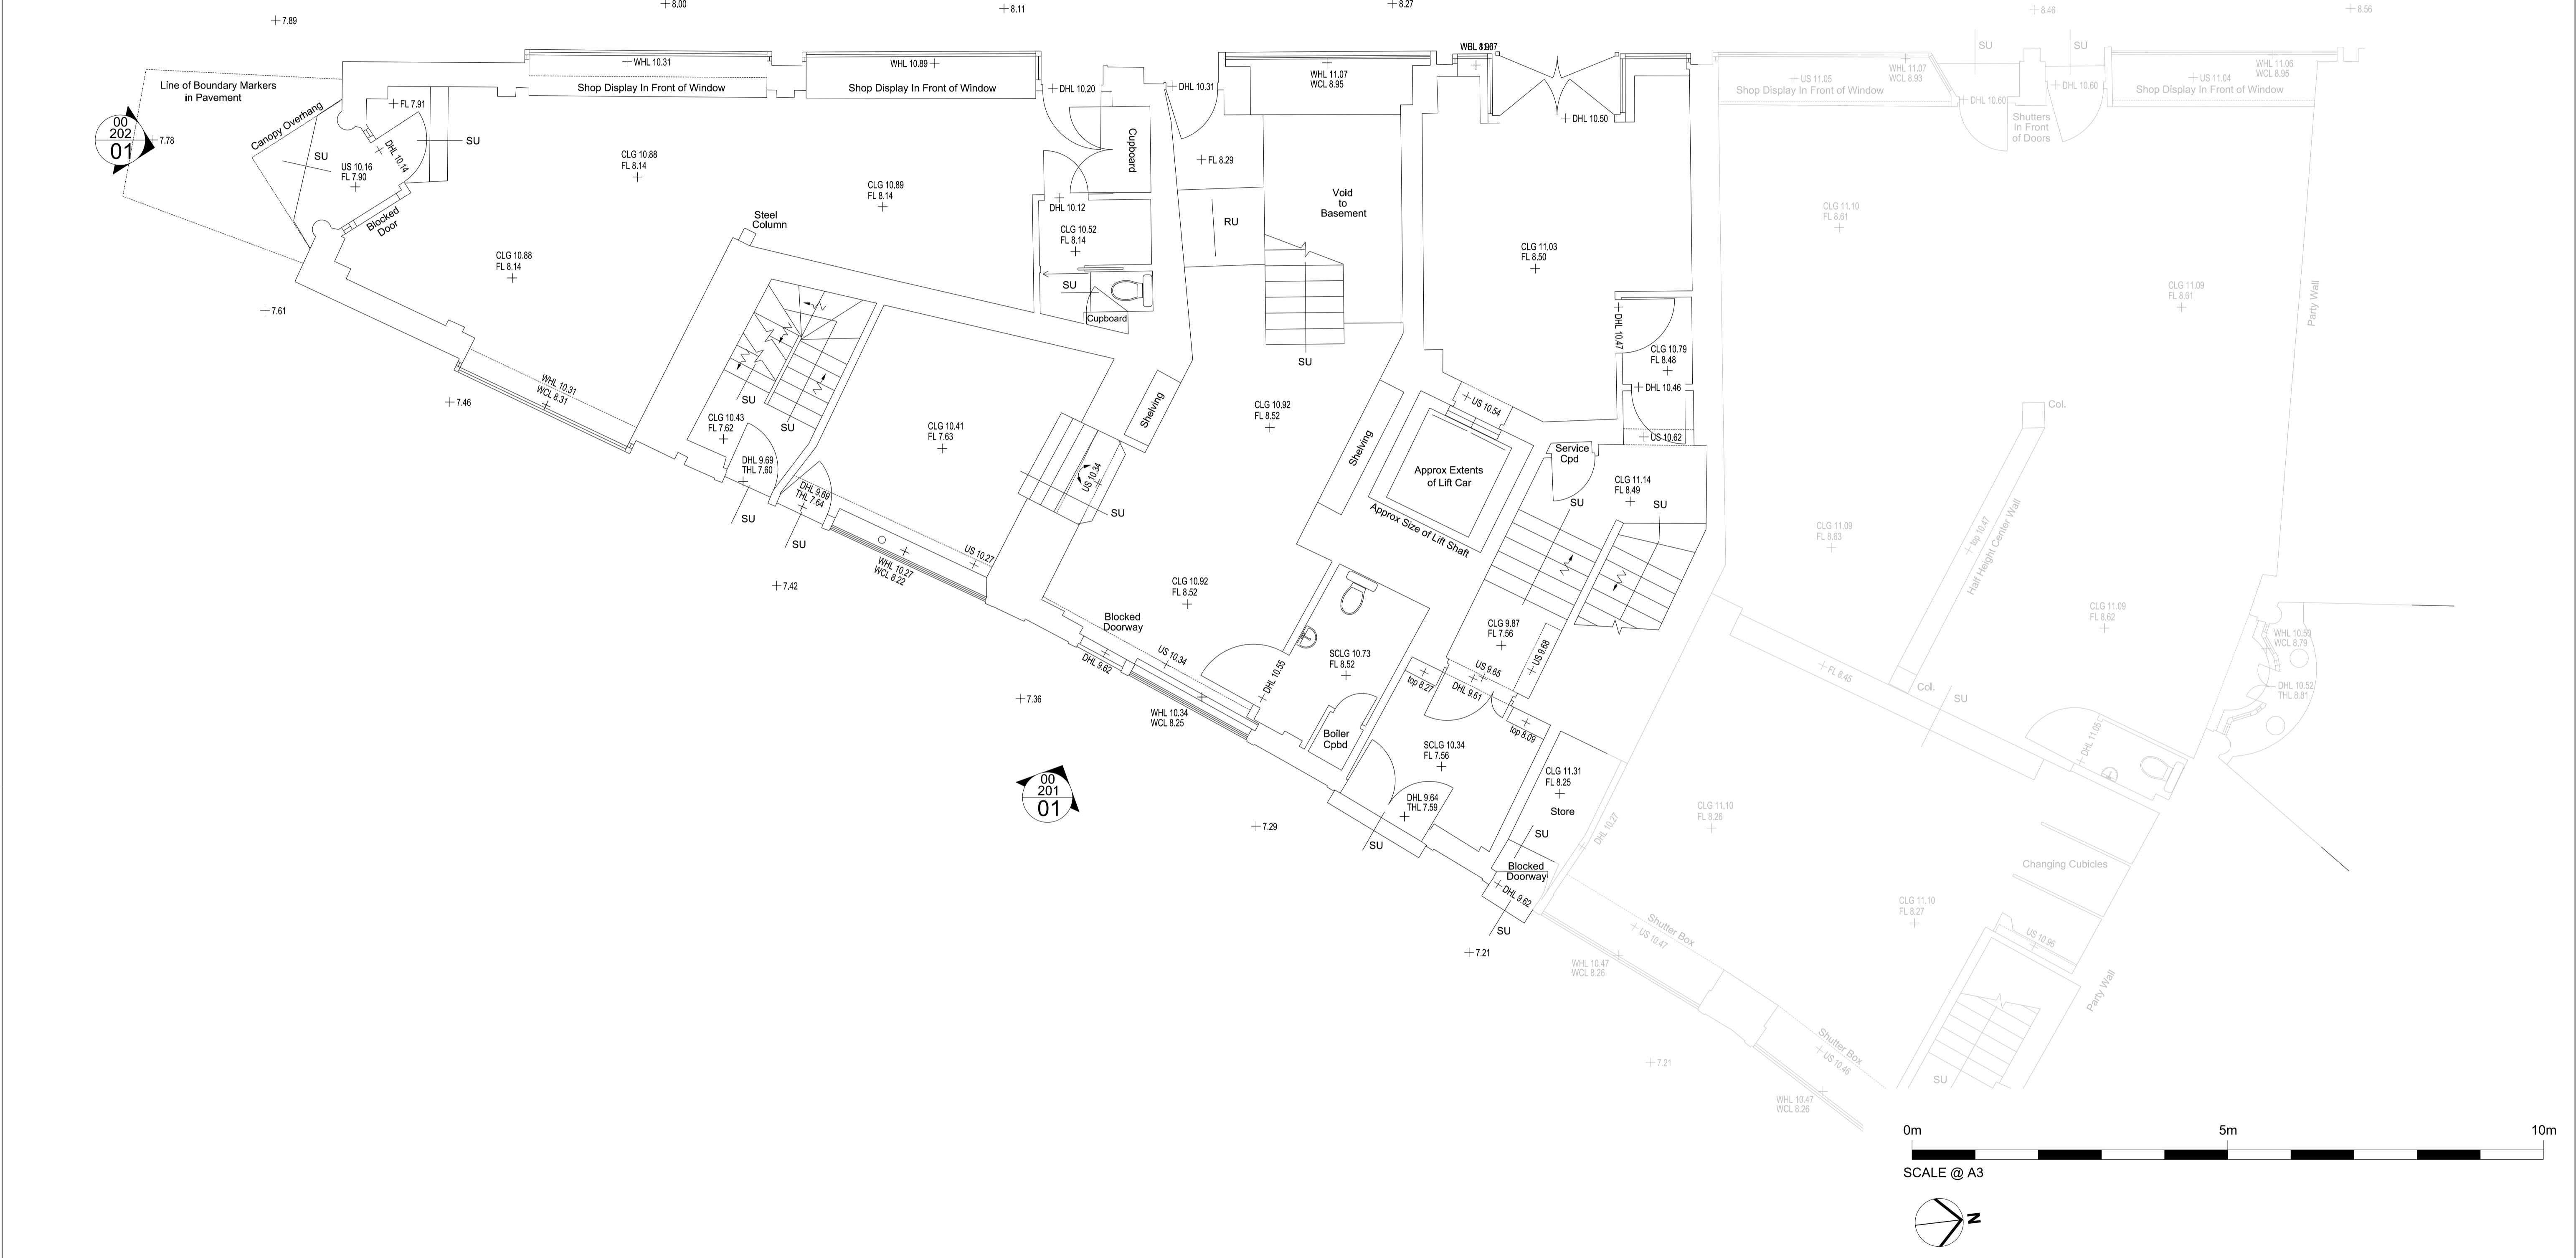 7.89
8.00
8.11
8.27
8.46
8.56
Line of Boundary Markers
in Pavement
Canopy Overhang
FL 7.91
WHL 10.31
Shop Display In Front of Window
WHL 10.89
Shop Display In Front of Window
DHL 10.20
DHL 10.31
WHL 11.07
WCL 8.95
DHL 10.50
US 11.05
WHL 11.07
WCL 8.93
Shop Display In Front of Window
SU
SU
DHL 10.60
DHL 10.60
Shutters
In Front
of Doors
WHL 11.06
WCL 8.95
US 11.04
Shop Display In Front of Window
00
202
01
7.78
SU
US 10.16
FL 7.90
DHL 10.14
SU
Blocked
Door
CLG 10.88
FL 8.14
CLG 10.89
FL 8.14
CLG 10.88
FL 8.14
Steel
Column
Cupboard
DHL 10.12
CLG 10.52
FL 8.14
SU
Cupboard
FL 8.29
RU
Void
to
Basement
SU
CLG 11.03
FL 8.50
DHL 10.47
CLG 10.79
FL 8.48
DHL 10.46
US 10.62
US 10.54
CLG 11.10
FL 8.61
CLG 11.09
FL 8.61
Party Wall
7.61
7.46
WHL 10.31
WCL 8.31
SU
SU
CLG 10.43
FL 7.62
DHL 9.69
THL 7.60
SU
DHL 9.69
THL 7.64
SU
CLG 10.41
FL 7.63
US 10.27
WHL 10.27
WCL 8.22
7.42
Shelving
US 10.34
SU
CLG 10.92
FL 8.52
Shelving
Approx Extents
of Lift Car
Approx Size of Lift Shaft
Service
Cpd
SU
CLG 11.14
FL 8.49
SU
Col.
top 10.47
Half Height Center Wall
CLG 11.09
FL 8.63
CLG 11.09
FL 8.62
WHL 10.50
WCL 8.79
DHL 10.52
THL 8.81
CLG 10.92
FL 8.52
Blocked
Doorway
DHL 9.62
US 10.34
WHL 10.34
WCL 8.25
DHL 10.55
SCLG 10.73
FL 8.52
Boiler
Cpbd
CLG 9.87
FL 7.56
US 9.68
US 9.65
DHL 9.61
top 8.27
top 8.09
SCLG 10.34
FL 7.56
DHL 9.64
THL 7.59
SU
CLG 11.31
FL 8.25
Store
SU
Blocked
Doorway
DHL 9.62
SU
FL 8.45
Col.
SU
DHL 11.05
7.36
00
201
01
7.29
7.21
CLG 11.10
FL 8.26
DHL 10.27
Changing Cubicles
CLG 11.10
FL 8.27
US 10.96
Party Wall
SU
Shutter Box
US 10.47
WHL 10.47
WCL 8.26
Shutter Box
US 10.46
WHL 10.47
WCL 8.26
7.21
0m
5m
10m
SCALE @ A3
N